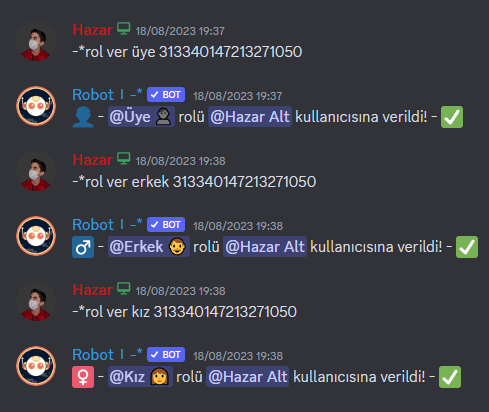 Hazar 18/08/2023 19:37
-*rol ver üye 313340147213271050
Robot | -* ✓ BOT 18/08/2023 19:37
👤 - @Üye 👤 rolü @Hazar Alt kullanıcısına verildi! - ✅
Hazar 18/08/2023 19:38
-*rol ver erkek 313340147213271050
Robot | -* ✓ BOT 18/08/2023 19:38
♂️ - @Erkek 👨 rolü @Hazar Alt kullanıcısına verildi! - ✅
Hazar 18/08/2023 19:38
-*rol ver kız 313340147213271050
Robot | -* ✓ BOT 18/08/2023 19:38
♀️ - @Kız 👩 rolü @Hazar Alt kullanıcısına verildi! - ✅